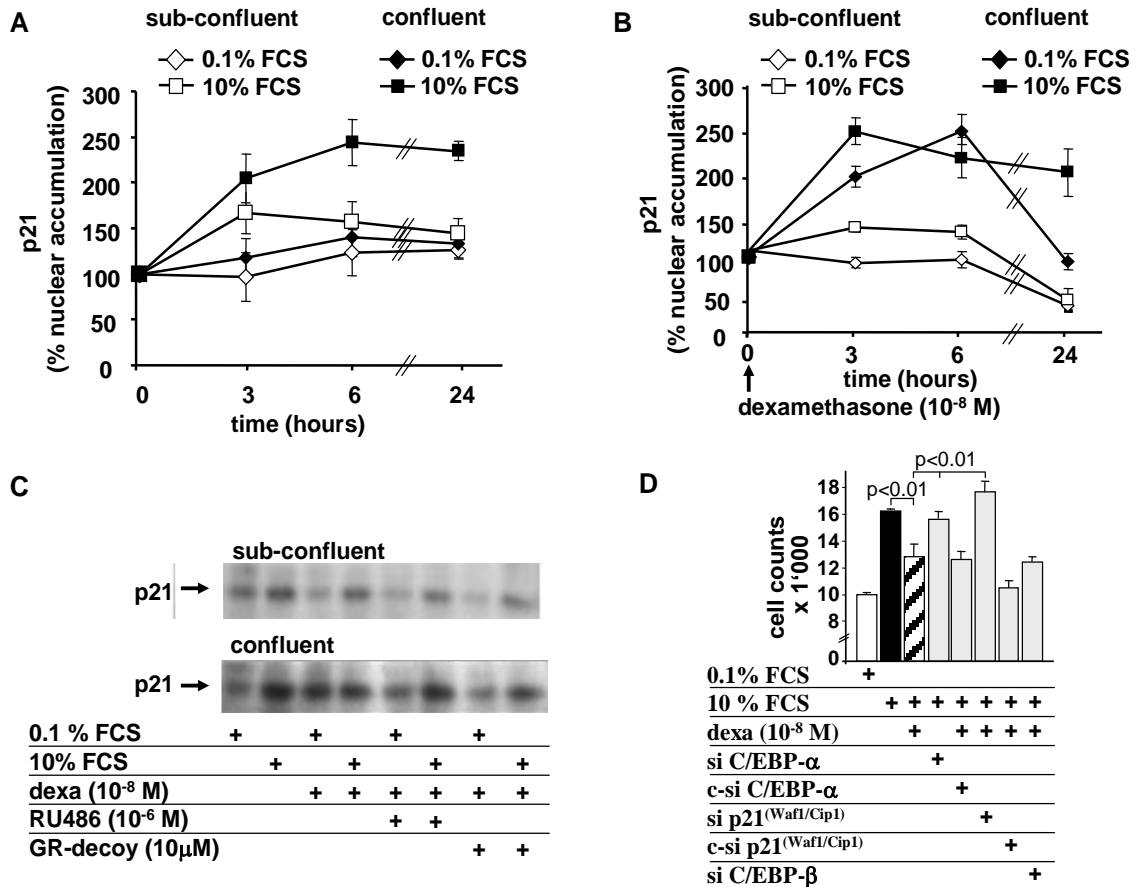 A
sub-confluent confluent
0.1% FCS 0.1% FCS
10% FCS 10% FCS
300
250
200
150
100
50
0
p21
(% nuclear accumulation)
0 3 6 24
time (hours)
B
sub-confluent confluent
0.1% FCS 0.1% FCS
10% FCS 10% FCS
300
250
200
150
100
50
0
p21
(% nuclear accumulation)
0 3 6 24
time (hours)
dexamethasone (10⁻⁸ M)
C
sub-confluent
p21
confluent
p21
0.1 % FCS + + + +
10% FCS + + + +
dexa (10⁻⁸ M) + + + + + +
RU486 (10⁻⁶ M) + +
GR-decoy (10μM) + +
D
p<0.01
p<0.01
18
16
14
12
10
8
0
cell counts
x 1‘000
0.1% FCS +
10 % FCS + + + + + + +
dexa (10⁻⁸ M) + + + + + +
si C/EBP-α +
c-si C/EBP-α +
si p21(Waf1/Cip1) +
c-si p21(Waf1/Cip1) +
si C/EBP-β +